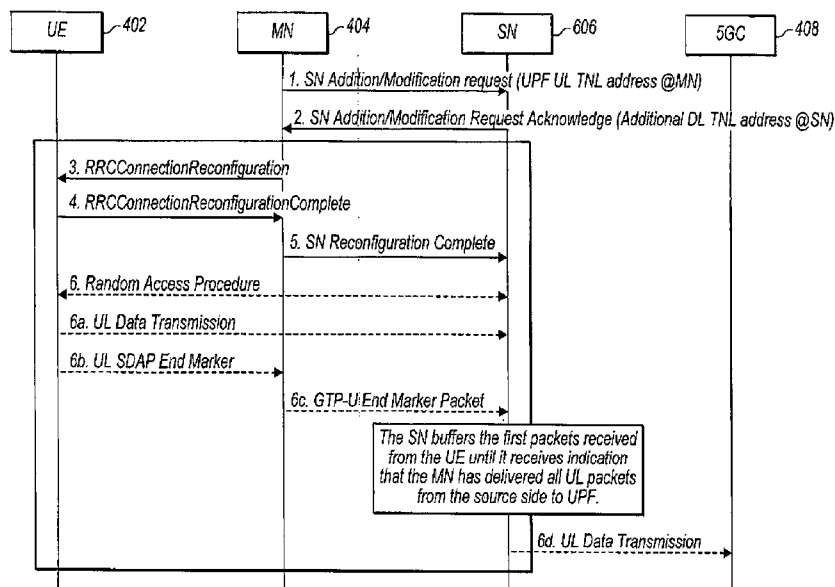 UE 402 MN 404 SN 606 5GC 408
1. SN Addition/Modification request (UPF UL TNL address @MN)
2. SN Addition/Modification Request Acknowledge (Additional DL TNL address @SN)
3. RRCConnectionReconfiguration
4. RRCConnectionReconfigurationComplete
5. SN Reconfiguration Complete
6. Random Access Procedure
6a. UL Data Transmission
6b. UL SDAP End Marker
6c. GTP-U End Marker Packet
The SN buffers the first packets received
from the UE until it receives indication
that the MN has delivered all UL packets
from the source side to UPF.
6d. UL Data Transmission